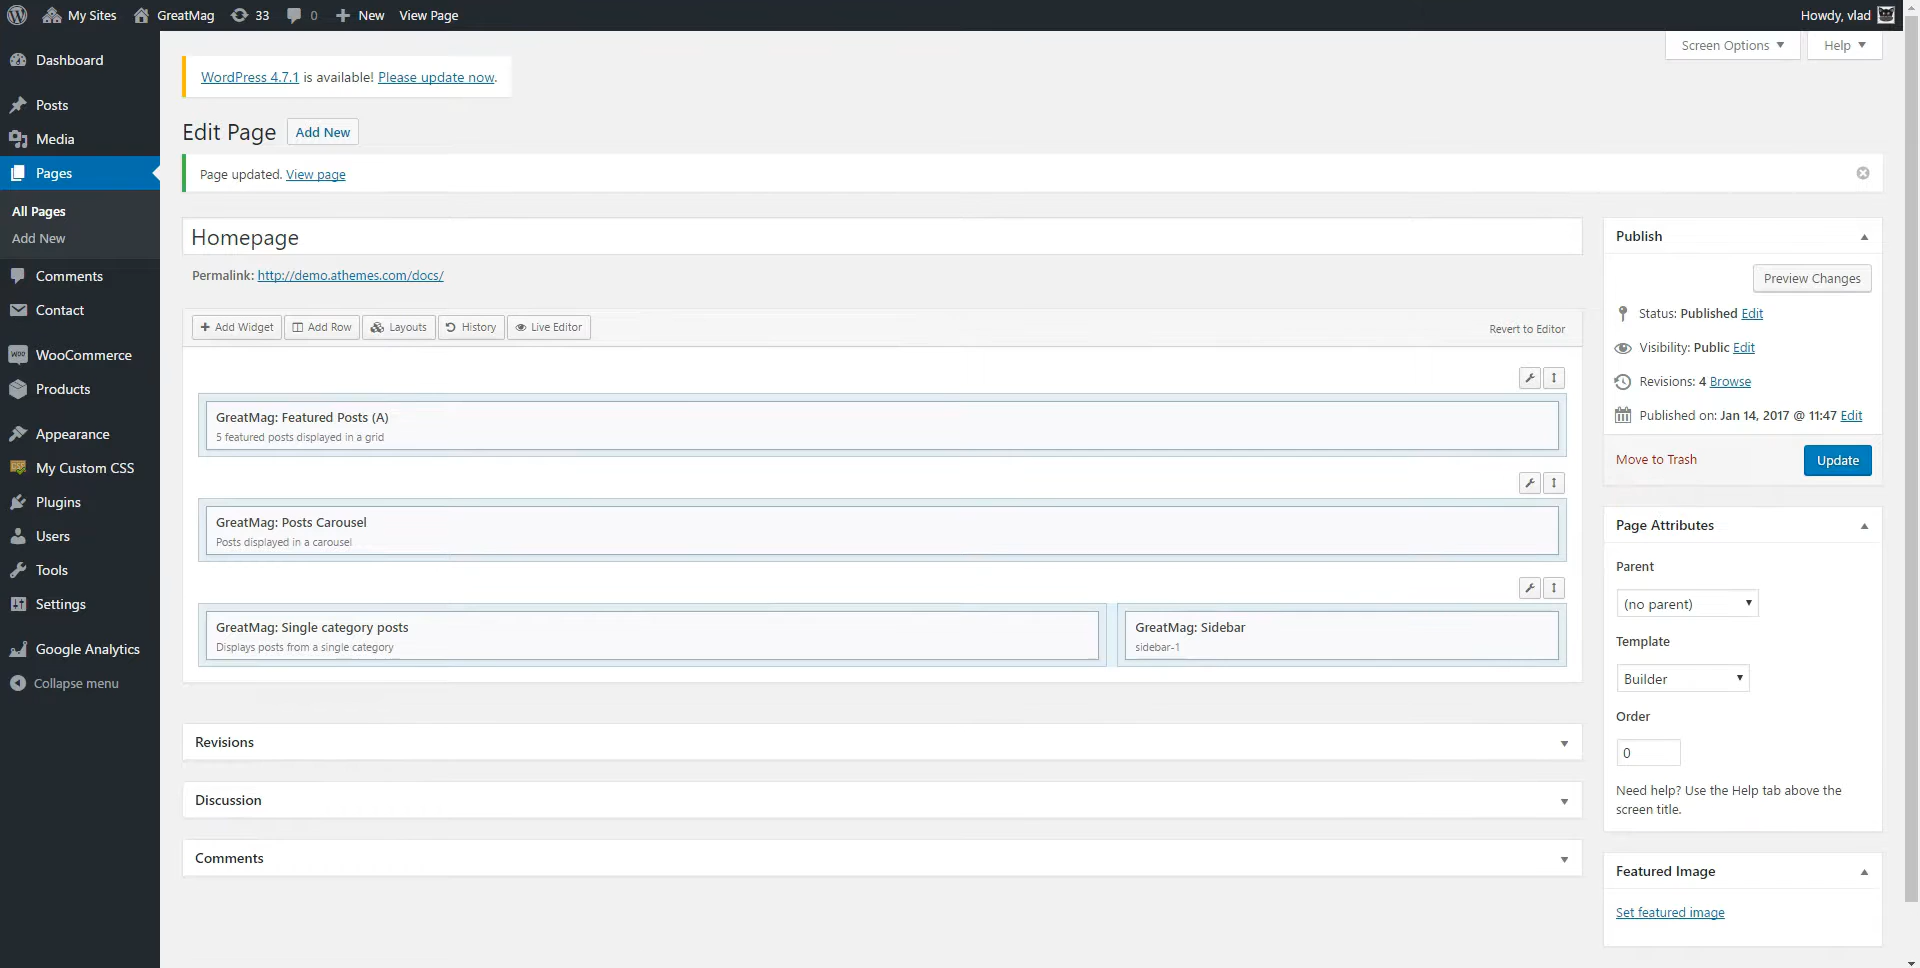 My Sites GreatMag 33 0 New View Page Howdy, vlad
Screen Options Help
Dashboard
Posts
Media
Pages
All Pages
Add New
Comments
Contact
WooCommerce
Products
Appearance
My Custom CSS
Plugins
Users
Tools
Settings
Google Analytics
Collapse menu
WordPress 4.7.1 is available! Please update now.
Edit Page Add New
Page updated. View page
Homepage
Permalink: http://demo.athemes.com/docs/
Add Widget Add Row Layouts History Live Editor Revert to Editor
GreatMag: Featured Posts (A)
5 featured posts displayed in a grid
GreatMag: Posts Carousel
Posts displayed in a carousel
GreatMag: Single category posts
Displays posts from a single category
GreatMag: Sidebar
sidebar-1
Revisions
Discussion
Comments
Publish
Preview Changes
Status: Published Edit
Visibility: Public Edit
Revisions: 4 Browse
Published on: Jan 14, 2017 @ 11:47 Edit
Move to Trash Update
Page Attributes
Parent
(no parent)
Template
Builder
Order
0
Need help? Use the Help tab above the
screen title.
Featured Image
Set featured image